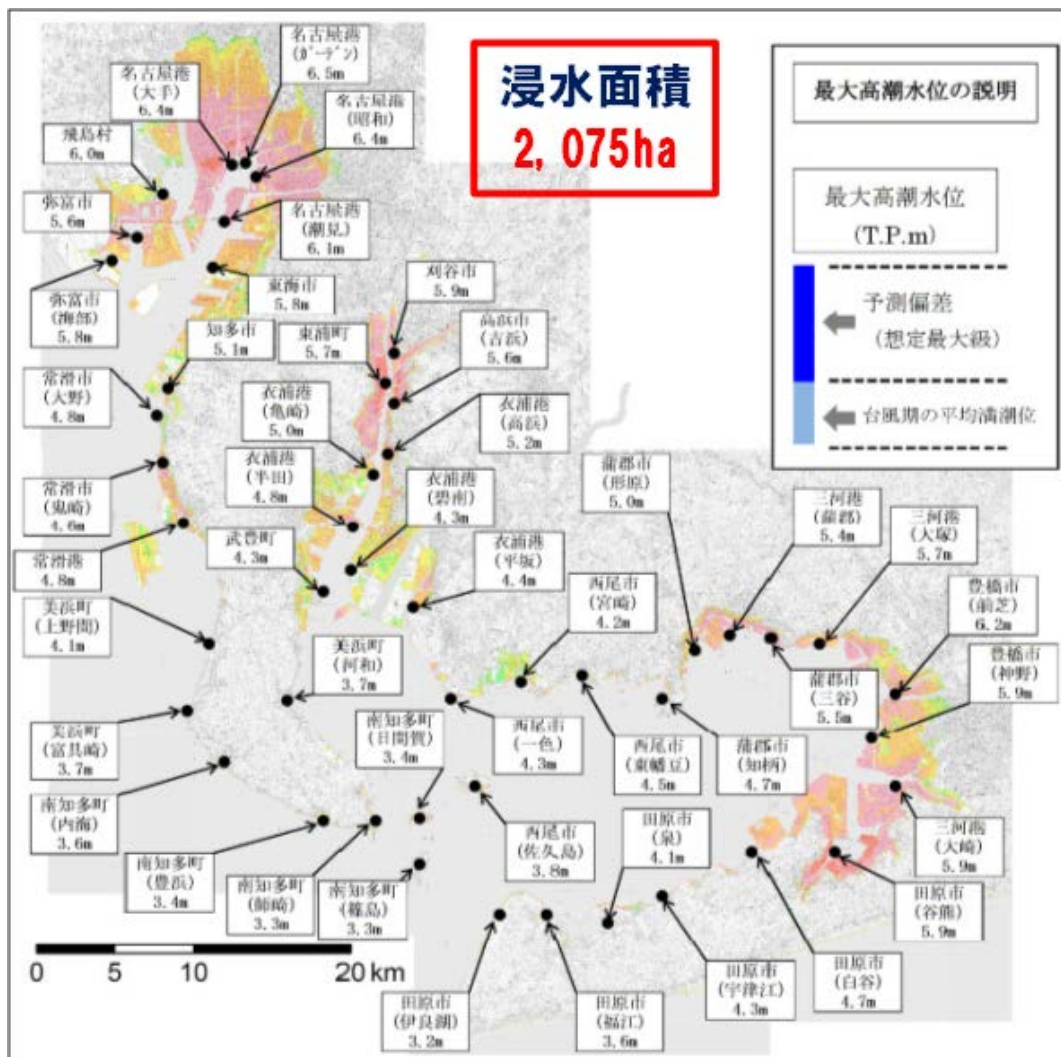 名古屋港
(ｶﾞｰﾃﾞﾝ)
6.5m
名古屋港
(大手)
6.4m
名古屋港
(昭和)
6.4m
飛島村
6.0m
弥富市
5.6m
名古屋港
(潮見)
6.1m
弥富市
(海部)
5.8m
東海市
5.8m
浸水面積
2,075ha
最大高潮水位の説明
最大高潮水位
(T.P.m)
予測偏差
(想定最大級)
台風期の平均満潮位
刈谷市
5.9m
知多市
5.1m
東浦町
5.7m
高浜市
(吉浜)
5.6m
常滑市
(大野)
4.8m
衣浦港
(亀崎)
5.0m
衣浦港
(高浜)
5.2m
常滑市
(鬼崎)
4.6m
衣浦港
(半田)
4.8m
衣浦港
(碧南)
4.3m
蒲郡市
(形原)
5.0m
三河港
(蒲郡)
5.4m
三河港
(大塚)
5.7m
常滑港
4.8m
武豊町
4.3m
衣浦港
(平坂)
4.4m
西尾市
(宮崎)
4.2m
豊橋市
(前芝)
6.2m
美浜町
(上野間)
4.1m
美浜町
(河和)
3.7m
蒲郡市
(三谷)
5.5m
豊橋市
(神野)
5.9m
美浜町
(富具崎)
3.7m
南知多町
(日間賀)
3.4m
西尾市
(一色)
4.3m
西尾市
(東幡豆)
4.5m
蒲郡市
(知柄)
4.7m
南知多町
(内海)
3.6m
南知多町
(豊浜)
3.4m
南知多町
(師崎)
3.3m
南知多町
(篠島)
3.3m
西尾市
(佐久島)
3.8m
田原市
(泉)
4.1m
三河港
(大崎)
5.9m
田原市
(谷熊)
5.9m
田原市
(白谷)
4.7m
田原市
(宇津江)
4.3m
田原市
(伊良湖)
3.2m
田原市
(福江)
3.6m
0 5 10 20 km